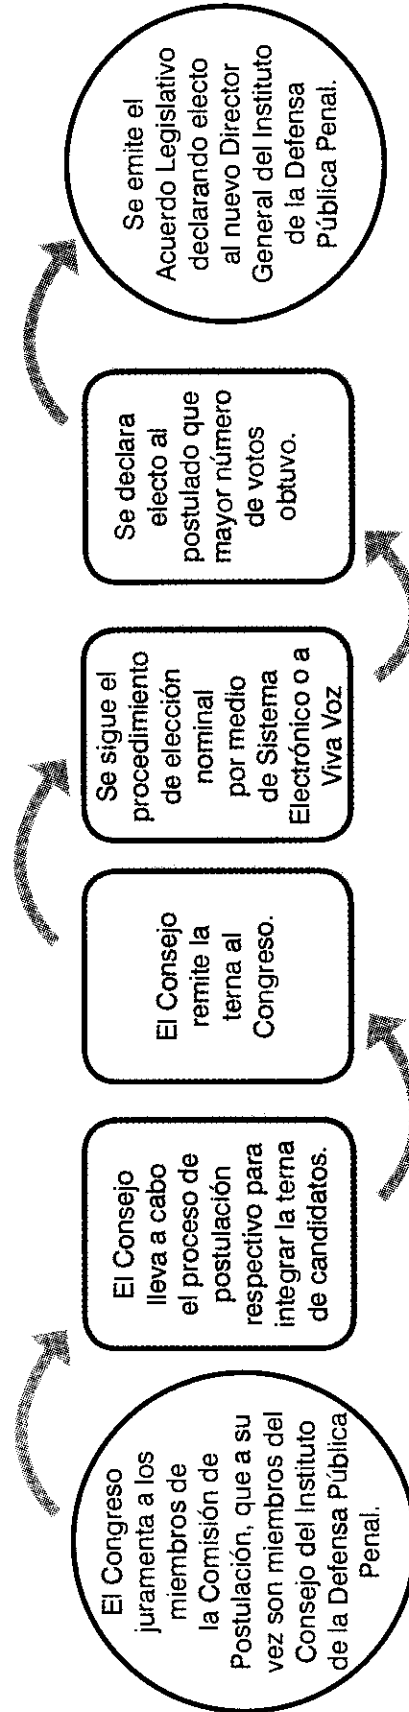 El Congreso
juramenta a los
miembros de
la Comisión de
Postulación, que a su
vez son miembros del
Consejo del Instituto
de la Defensa Pública
Penal.
El Consejo
lleva a cabo
el proceso de
postulación
respectivo para
integrar la terna
de candidatos.
El Consejo
remite la
terna al
Congreso.
Se sigue el
procedimiento
de elección
nominal
por medio
de Sistema
Electrónico o a
Viva Voz
Se declara
electo al
postulado que
mayor número
de votos
obtuvo.
Se emite el
Acuerdo Legislativo
declarando electo
al nuevo Director
General del Instituto
de la Defensa
Pública Penal.